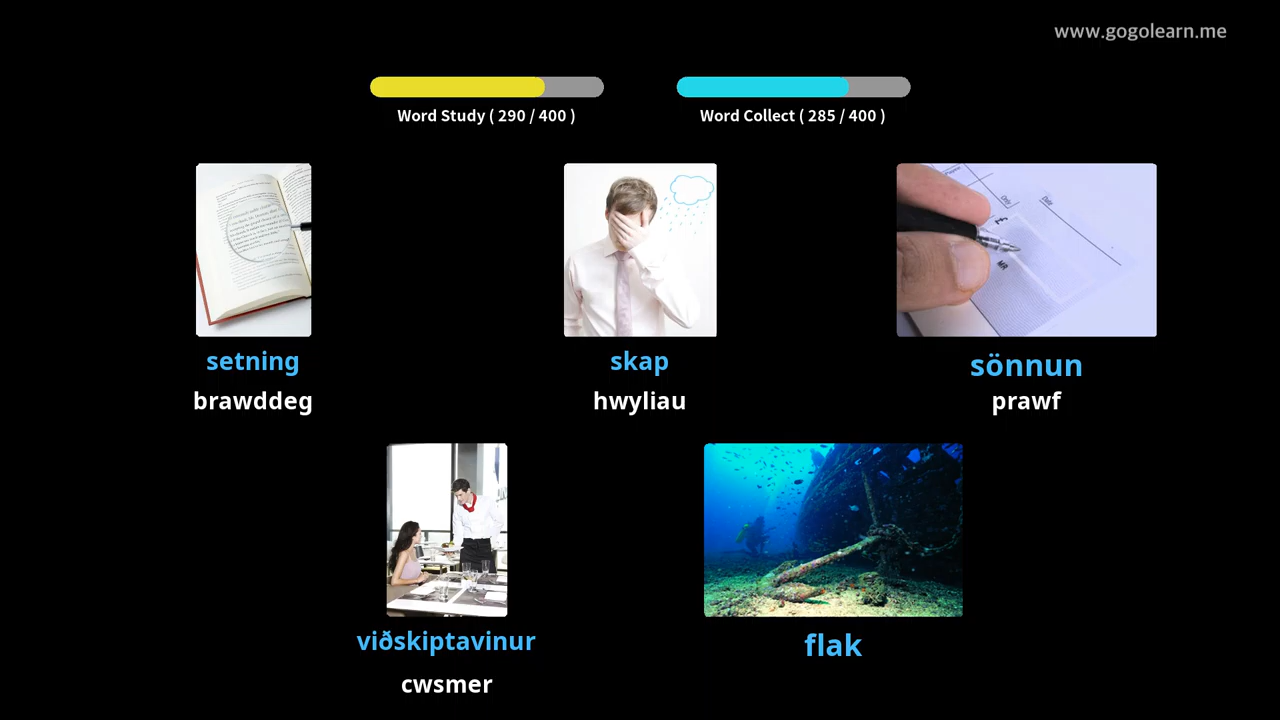 www.gogolearn.me
Word Study ( 290 / 400 )
Word Collect ( 285 / 400 )
setning
brawddeg
skap
hwyliau
sönnun
prawf
viðskiptavinur
cwsmer
flak